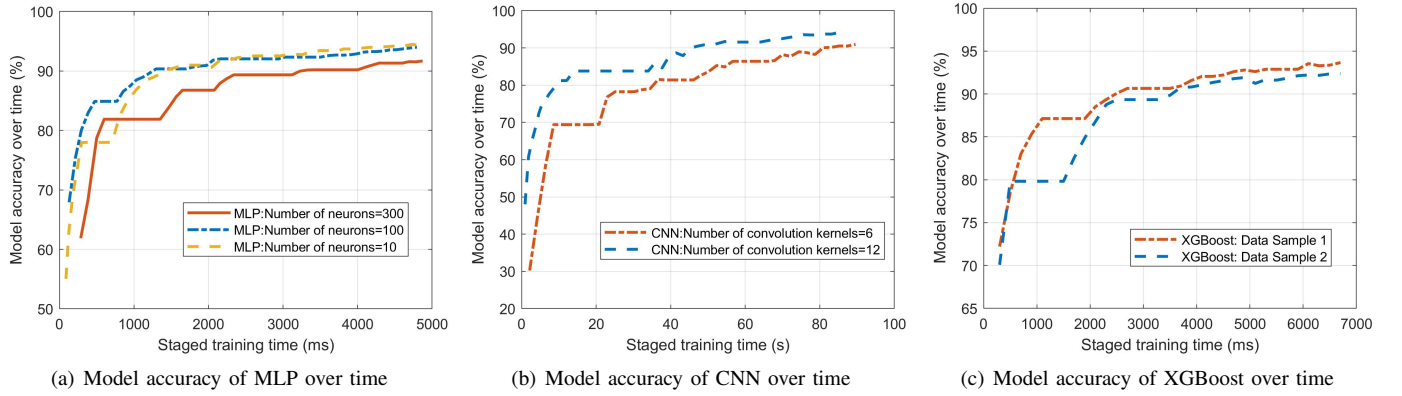 Model accuracy over time (%)
100
90
80
70
60
50
0
1000
2000
3000
4000
5000
MLP:Number of neurons=300
MLP:Number of neurons=100
MLP:Number of neurons=10
Staged training time (ms)
(a) Model accuracy of MLP over time
Model accuracy over time (%)
100
90
80
70
60
50
40
30
20
0
20
40
60
80
100
CNN:Number of convolution kernels=6
CNN:Number of convolution kernels=12
Staged training time (s)
(b) Model accuracy of CNN over time
Model accuracy over time (%)
100
95
90
85
80
75
70
65
0
1000
2000
3000
4000
5000
6000
7000
XGBoost: Data Sample 1
XGBoost: Data Sample 2
Staged training time (ms)
(c) Model accuracy of XGBoost over time